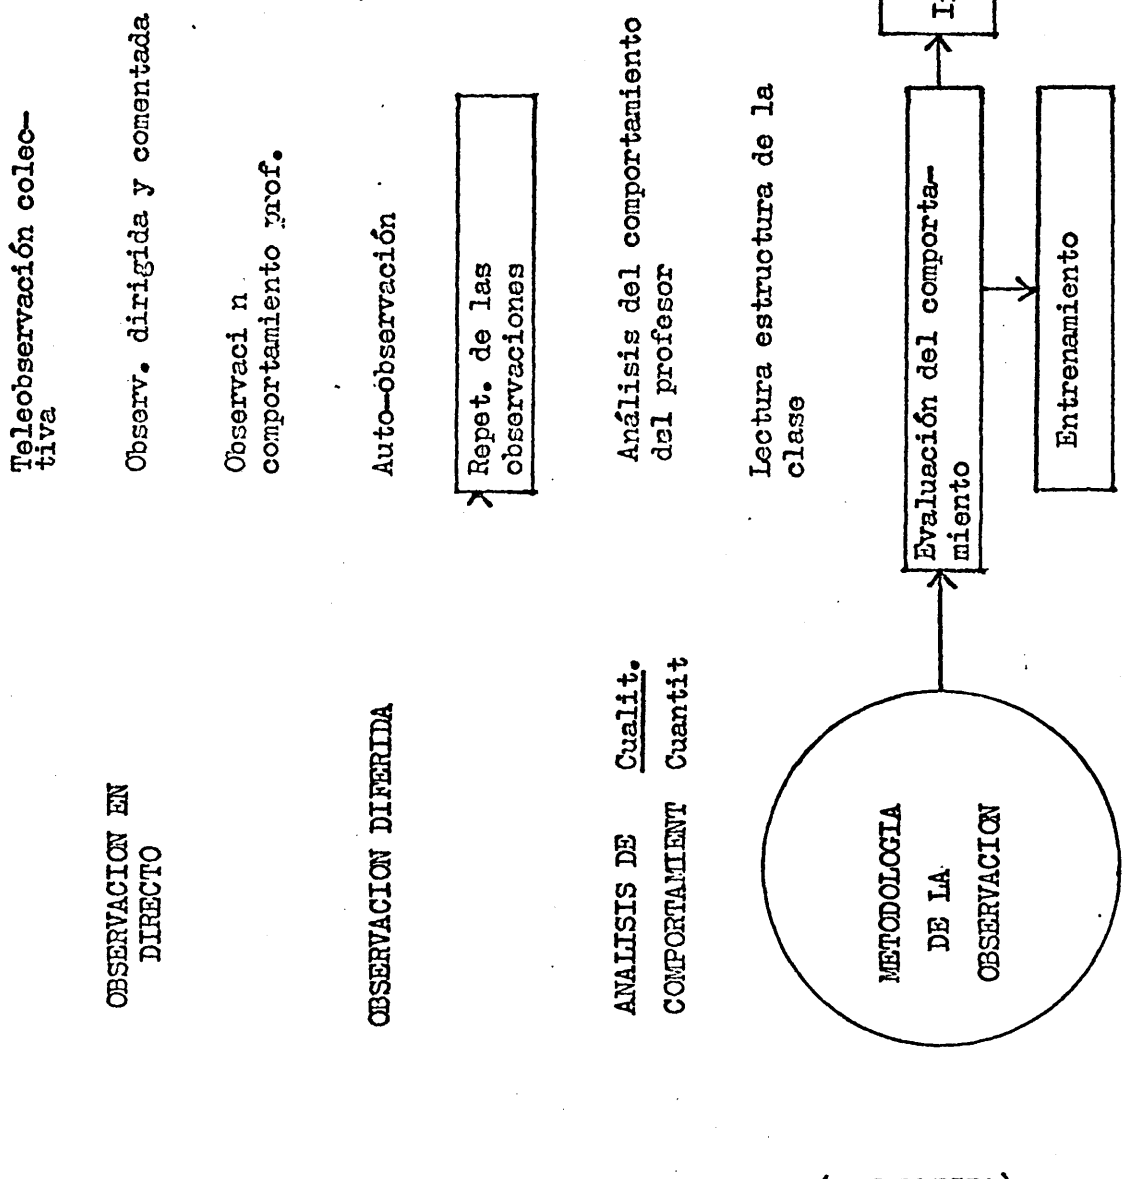 Teleobservación colec-
tiva
OBSERVACION EN
DIRECTO
Observ. dirigida y comentada
Observaci n
comportamiento prof.
OBSERVACION DIFERIDA
Auto-observación
Repet. de las
observaciones
ANALISIS DE Cualit.
COMPORTAMIENT Cuantit
Análisis del comportamiento
del profesor
Lectura estructura de la
clase
METODOLOGIA
DE LA
OBSERVACION
Evaluación del comporta-
miento
Entrenamiento